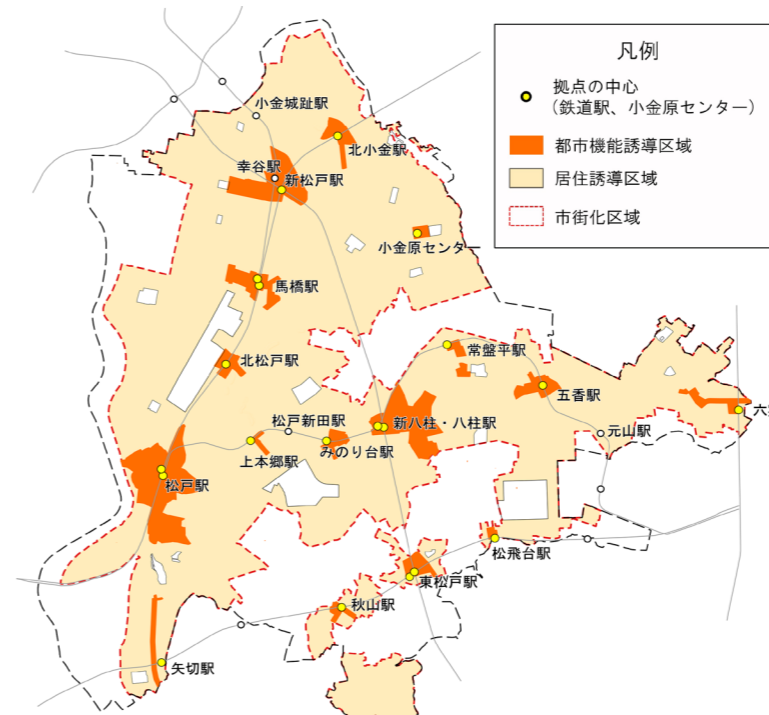 凡例
拠点の中心
（鉄道駅、小金原センター）
都市機能誘導区域
居住誘導区域
市街化区域
小金城趾駅
北小金駅
幸谷駅
新松戸駅
小金原センター
馬橋駅
北松戸駅
常盤平駅
五香駅
六
松戸新田駅
新八柱・八柱駅
元山駅
上本郷駅
みのり台駅
松戸駅
松飛台駅
東松戸駅
秋山駅
矢切駅